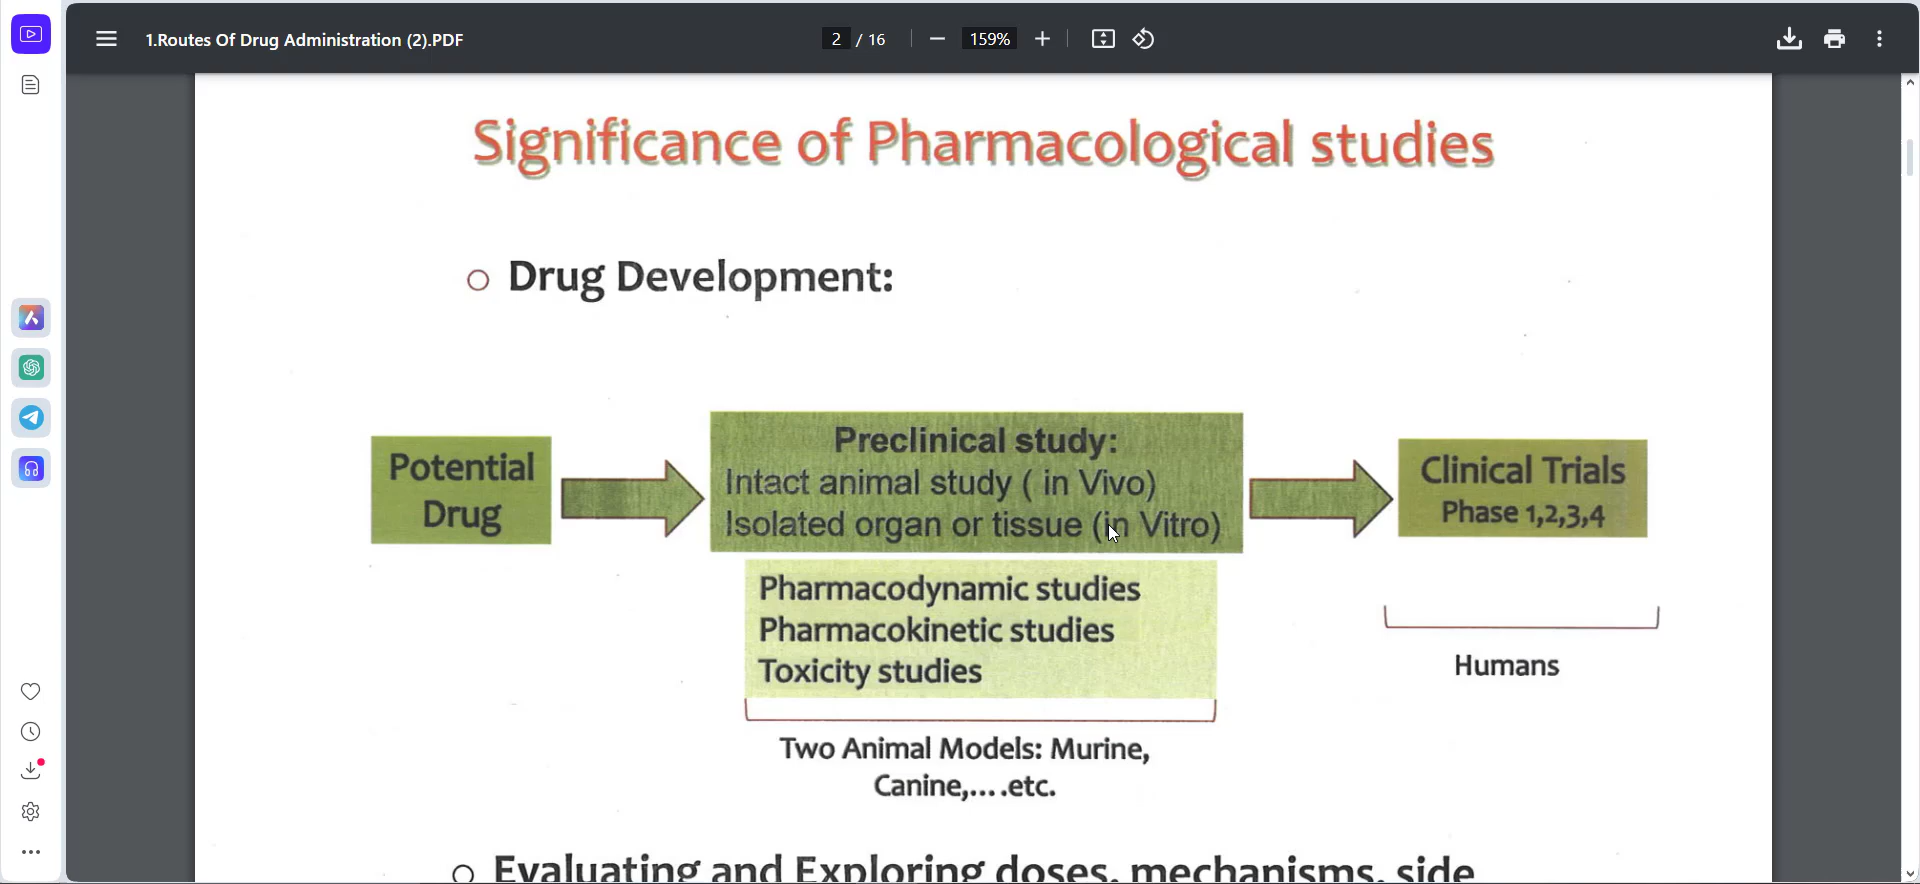 1.Routes Of Drug Administration (2).PDF
2 / 16
159%
Significance of Pharmacological studies
Drug Development:
Potential
Drug
Preclinical study:
Intact animal study ( in Vivo)
Isolated organ or tissue (in Vitro)
Clinical Trials
Phase 1,2,3,4
Pharmacodynamic studies
Pharmacokinetic studies
Toxicity studies
Humans
Two Animal Models: Murine,
Canine,....etc.
Evaluating and Exploring doses, mechanisms, side